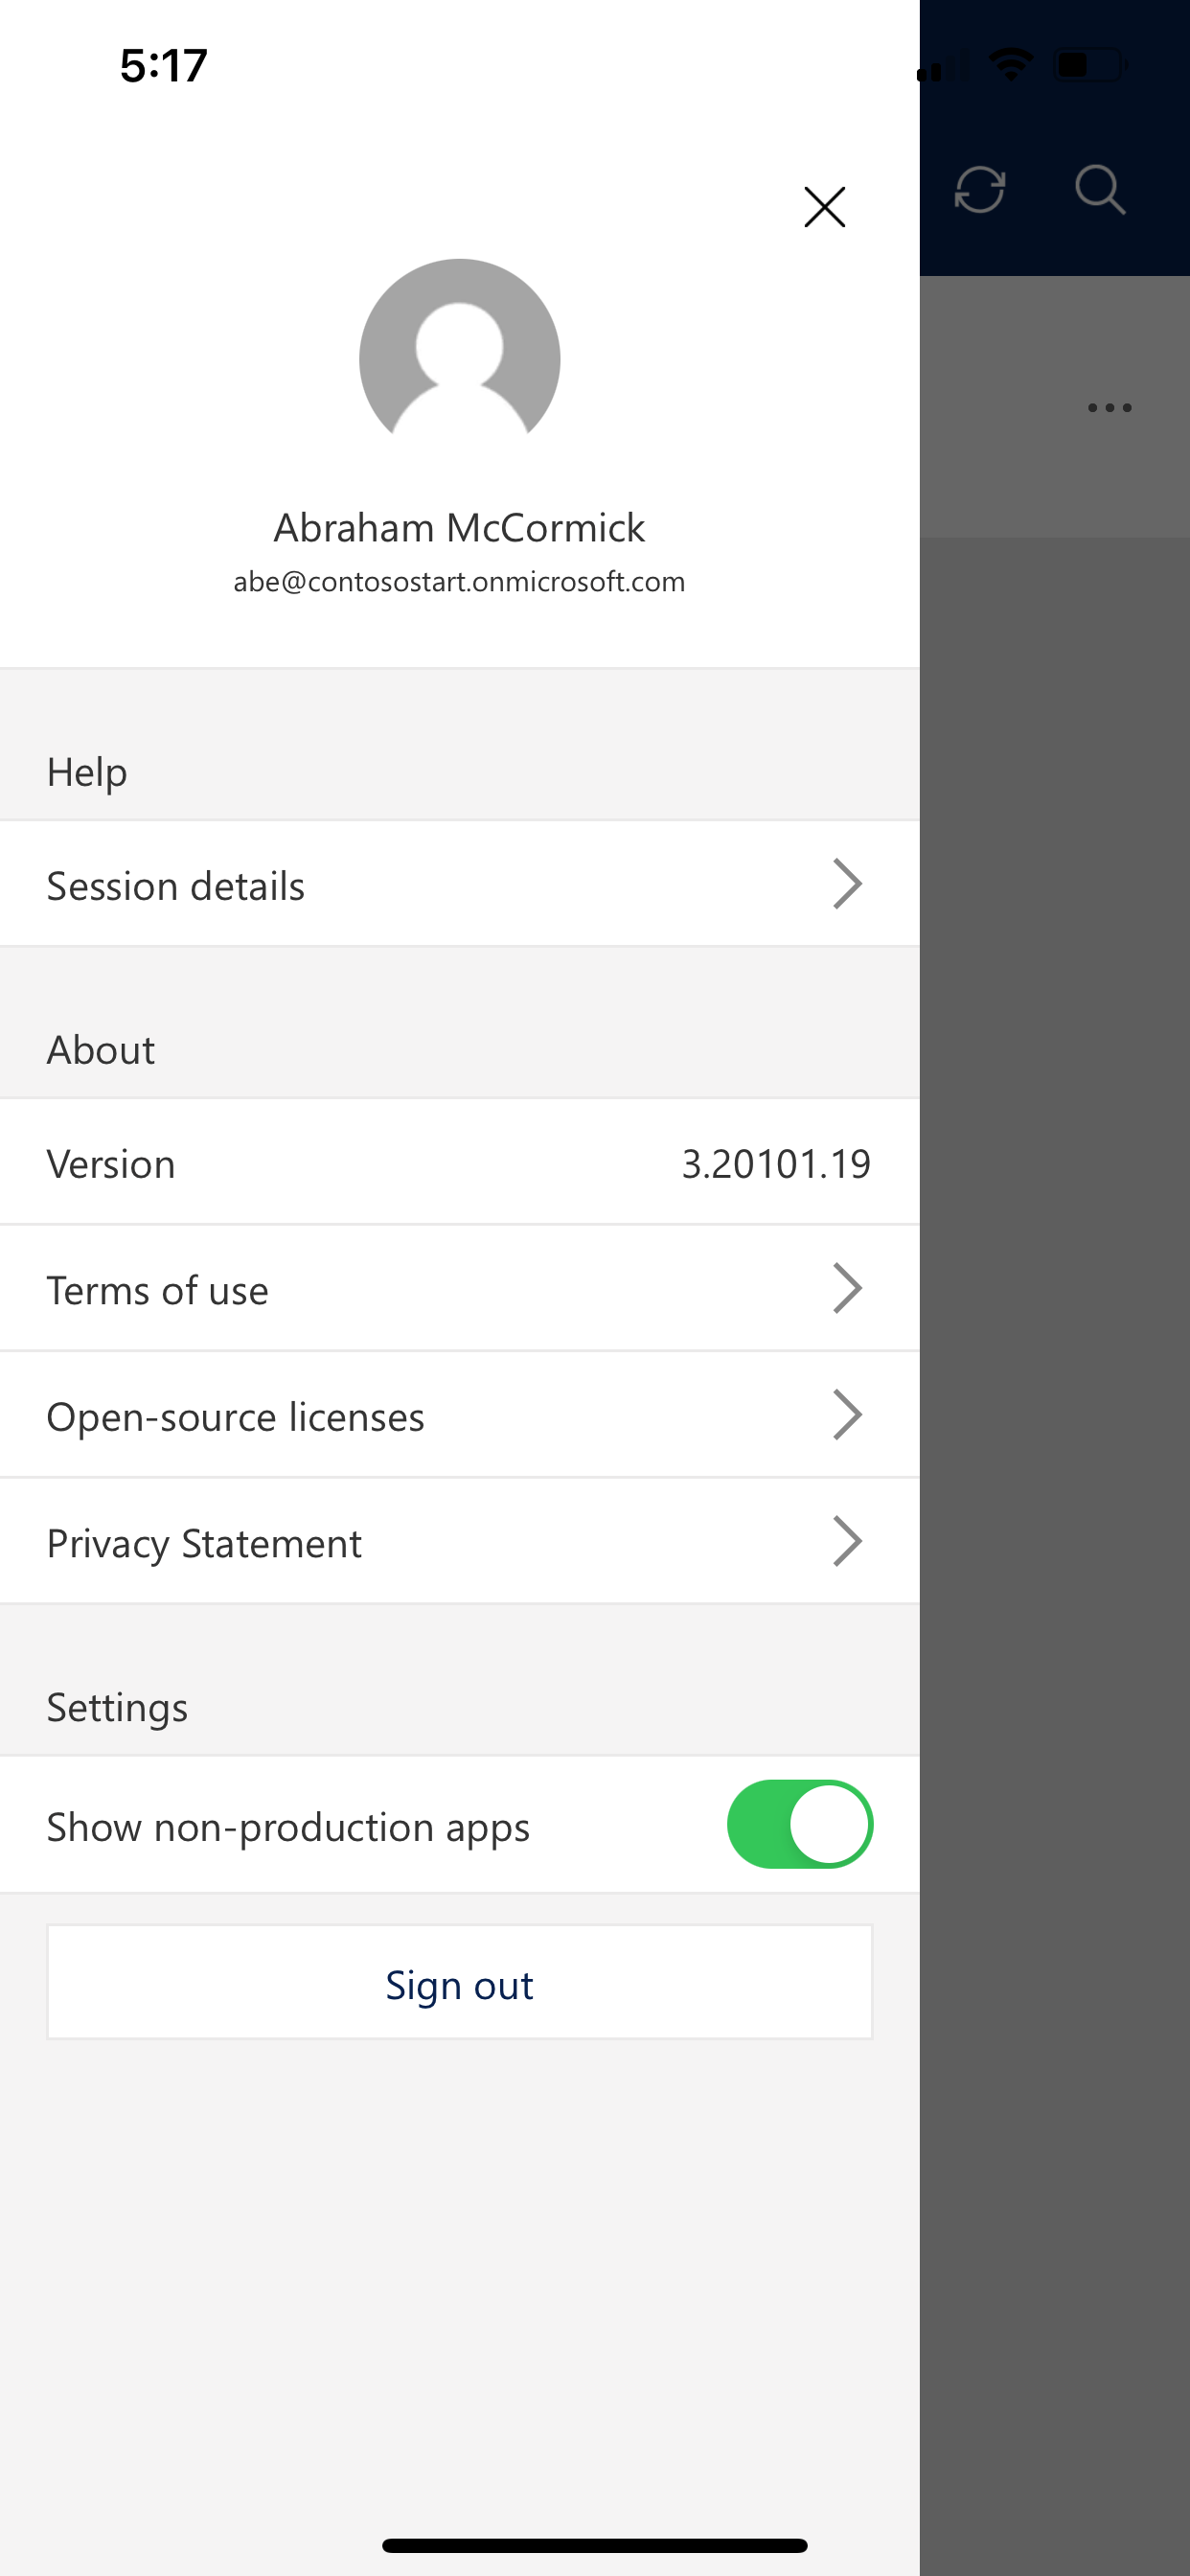 5:17
Abraham McCormick
abe@contosostart.onmicrosoft.com
Help
Session details
About
Version 3.20101.19
Terms of use
Open-source licenses
Privacy Statement
Settings
Show non-production apps
Sign out